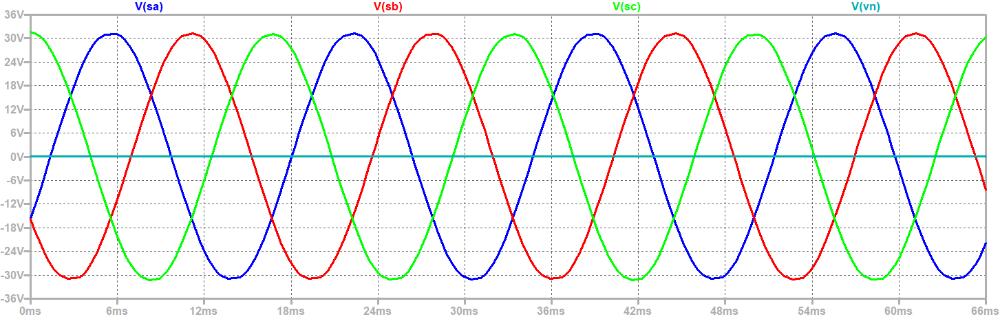 V(sa) V(sb) V(sc) V(vn)
36V
30V
24V
18V
12V
6V
0V
-6V
-12V
-18V
-24V
-30V
-36V
0ms 6ms 12ms 18ms 24ms 30ms 36ms 42ms 48ms 54ms 60ms 66ms